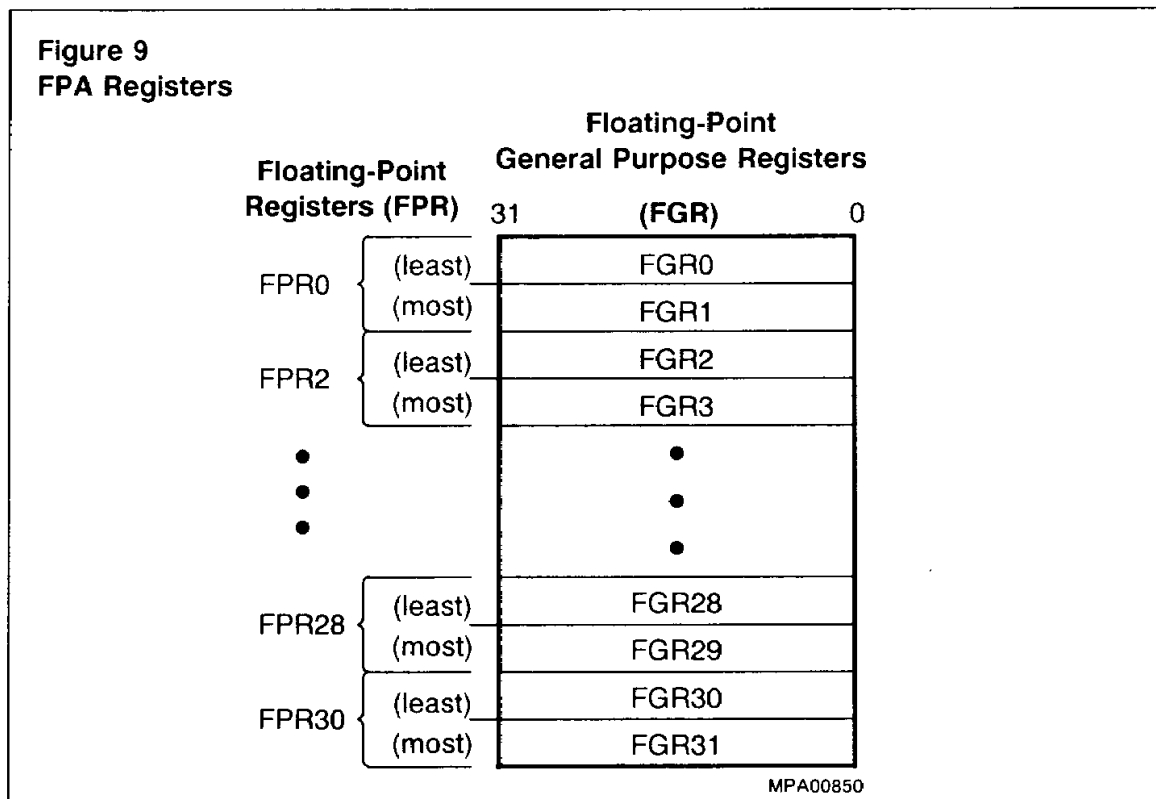 Figure 9
FPA Registers
Floating-Point
General Purpose Registers
Floating-Point
Registers (FPR)
31 (FGR) 0
FPR0
(least)
FGR0
(most)
FGR1
FPR2
(least)
FGR2
(most)
FGR3
FPR28
(least)
FGR28
(most)
FGR29
FPR30
(least)
FGR30
(most)
FGR31
MPA00850